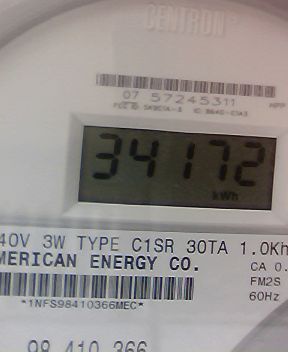 CENTRON
07 57245311
34172
kWh
40V 3W TYPE C1SR 30TA 1.0Kh
MERICAN ENERGY CO.
CA 0.
FM2S
*1NFS98410366MEC*
60Hz
98 410 366